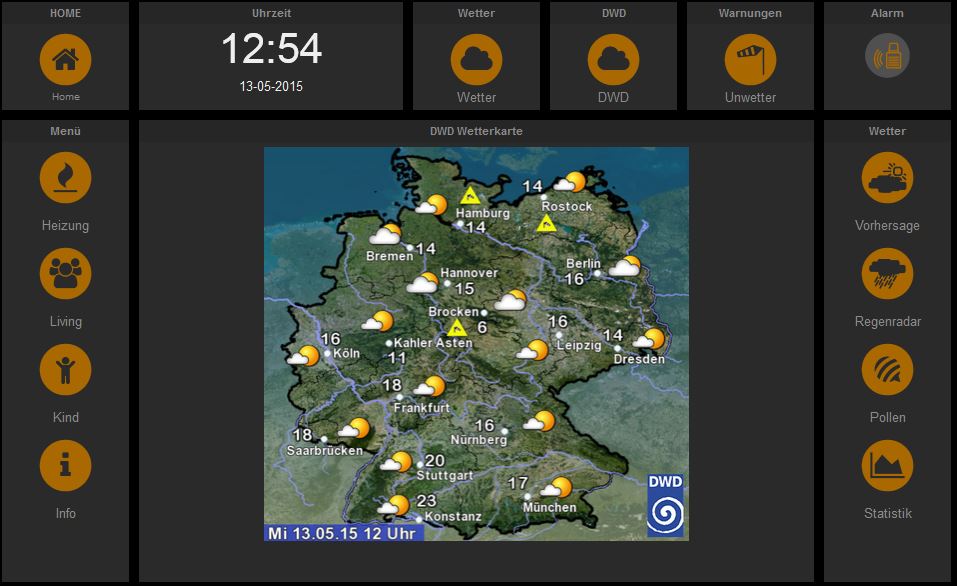 HOME
Uhrzeit
Wetter
DWD
Warnungen
Alarm
12:54
13-05-2015
Home
Wetter
DWD
Unwetter
Menü
DWD Wetterkarte
Wetter
Heizung
Living
Kind
Info
14
Rostock
Hamburg
14
Bremen
14
Berlin
16
Hannover
15
Brocken
6
16
Leipzig
14
Dresden
16
Köln
Kahler Asten
11
18
Frankfurt
16
Nürnberg
18
Saarbrücken
20
Stuttgart
17
München
23
Konstanz
DWD
Mi 13.05.15 12 Uhr
Vorhersage
Regenradar
Pollen
Statistik